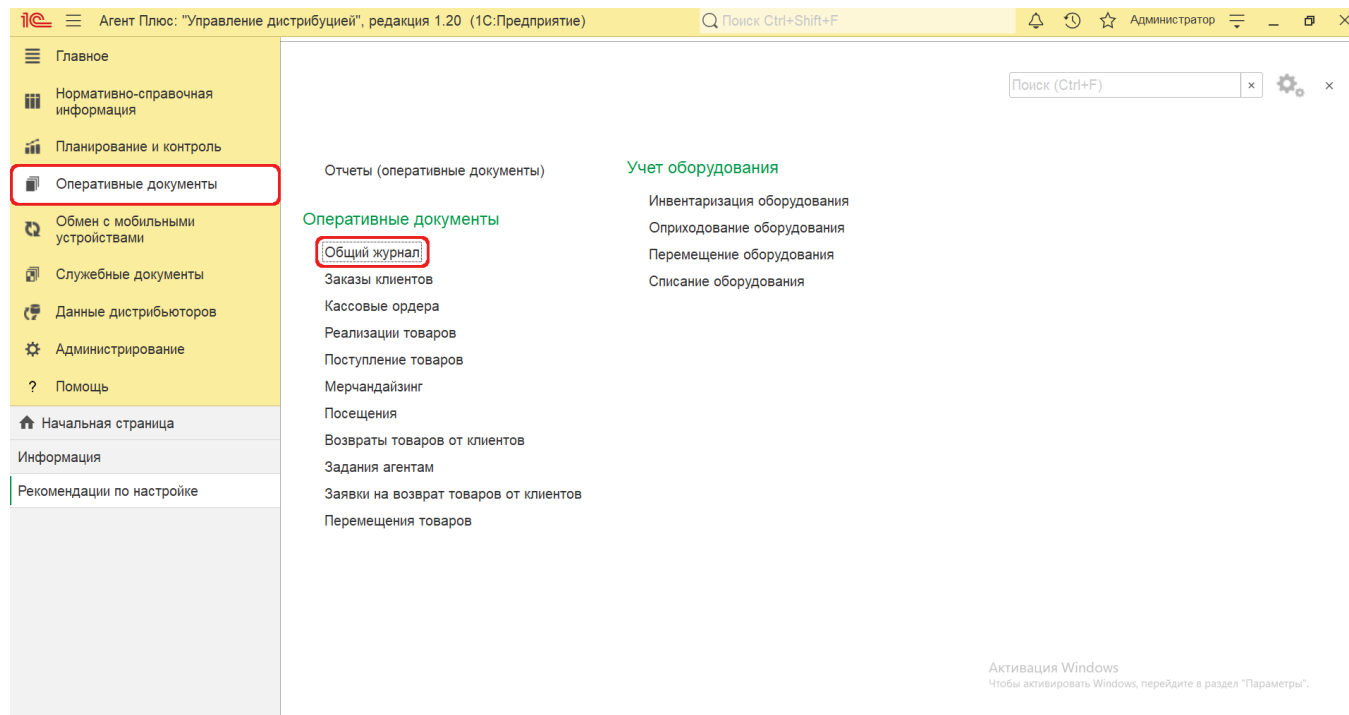 1С Агент Плюс: "Управление дистрибуцией", редакция 1.20 (1С:Предприятие) Поиск Ctrl+Shift+F Администратор
Главное
Нормативно-справочная
информация
Планирование и контроль
Оперативные документы
Обмен с мобильными
устройствами
Служебные документы
Данные дистрибьюторов
Администрирование
? Помощь
Начальная страница
Информация
Рекомендации по настройке
Поиск (Ctrl+F)
Отчеты (оперативные документы)
Оперативные документы
Общий журнал
Заказы клиентов
Кассовые ордера
Реализации товаров
Поступление товаров
Мерчандайзинг
Посещения
Возвраты товаров от клиентов
Задания агентам
Заявки на возврат товаров от клиентов
Перемещения товаров
Учет оборудования
Инвентаризация оборудования
Оприходование оборудования
Перемещение оборудования
Списание оборудования
Активация Windows
Чтобы активировать Windows, перейдите в раздел "Параметры".